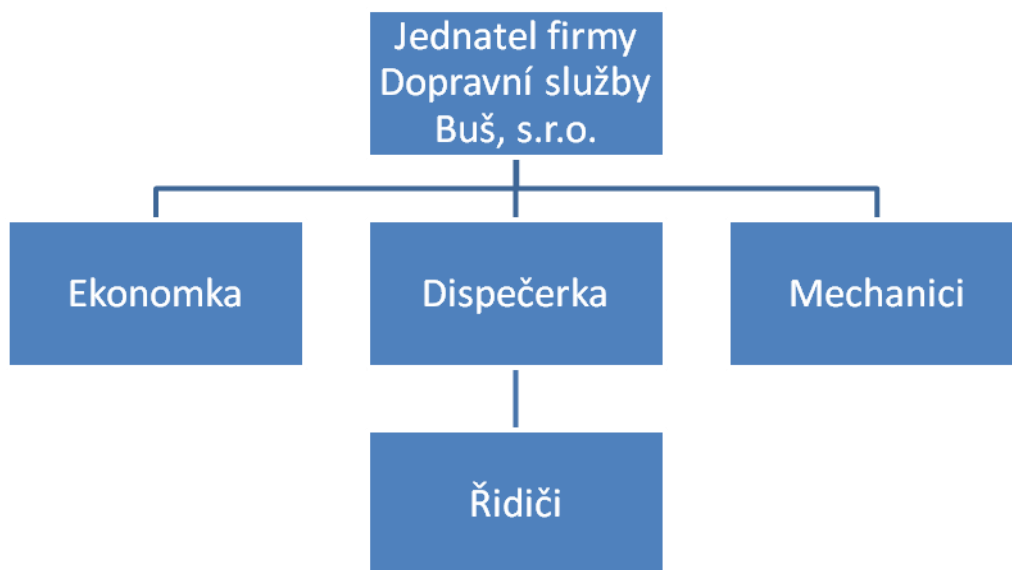 Jednatel firmy
Dopravní služby
Buš, s.r.o.
Ekonomka
Dispečerka
Mechanici
Řidiči